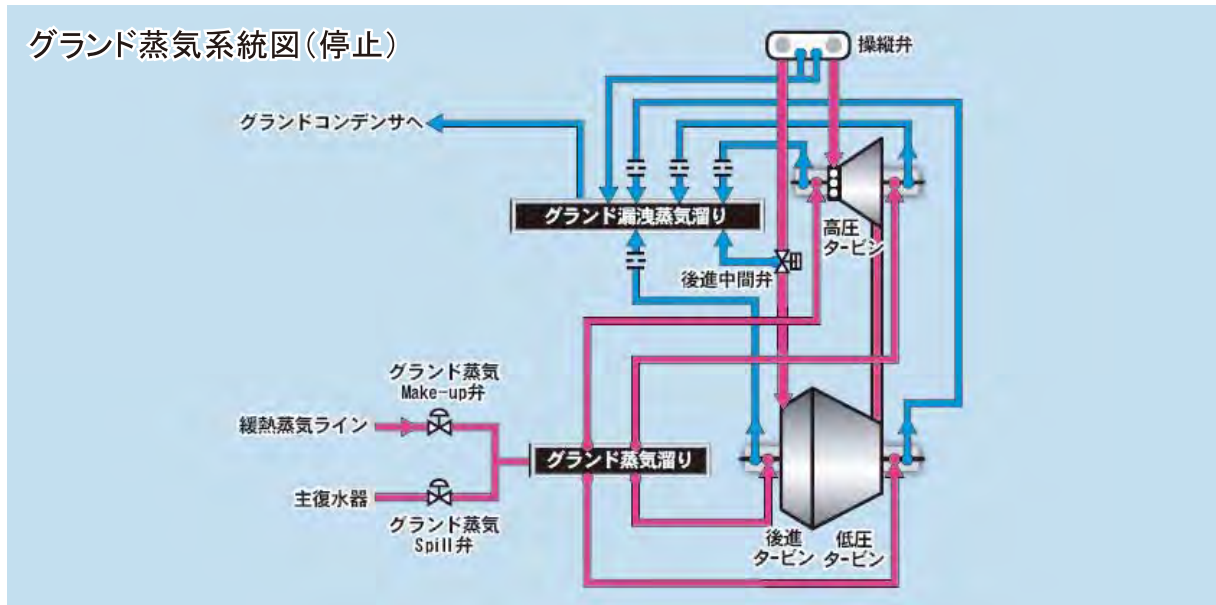 グランド蒸気系統図(停止)
操縦弁
グランドコンデンサへ
グランド漏洩蒸気溜り
高圧
タービン
後進中間弁
グランド蒸気
Make-up弁
緩熱蒸気ライン
グランド蒸気溜り
主復水器
グランド蒸気
Spill弁
後進
タービン
低圧
タービン